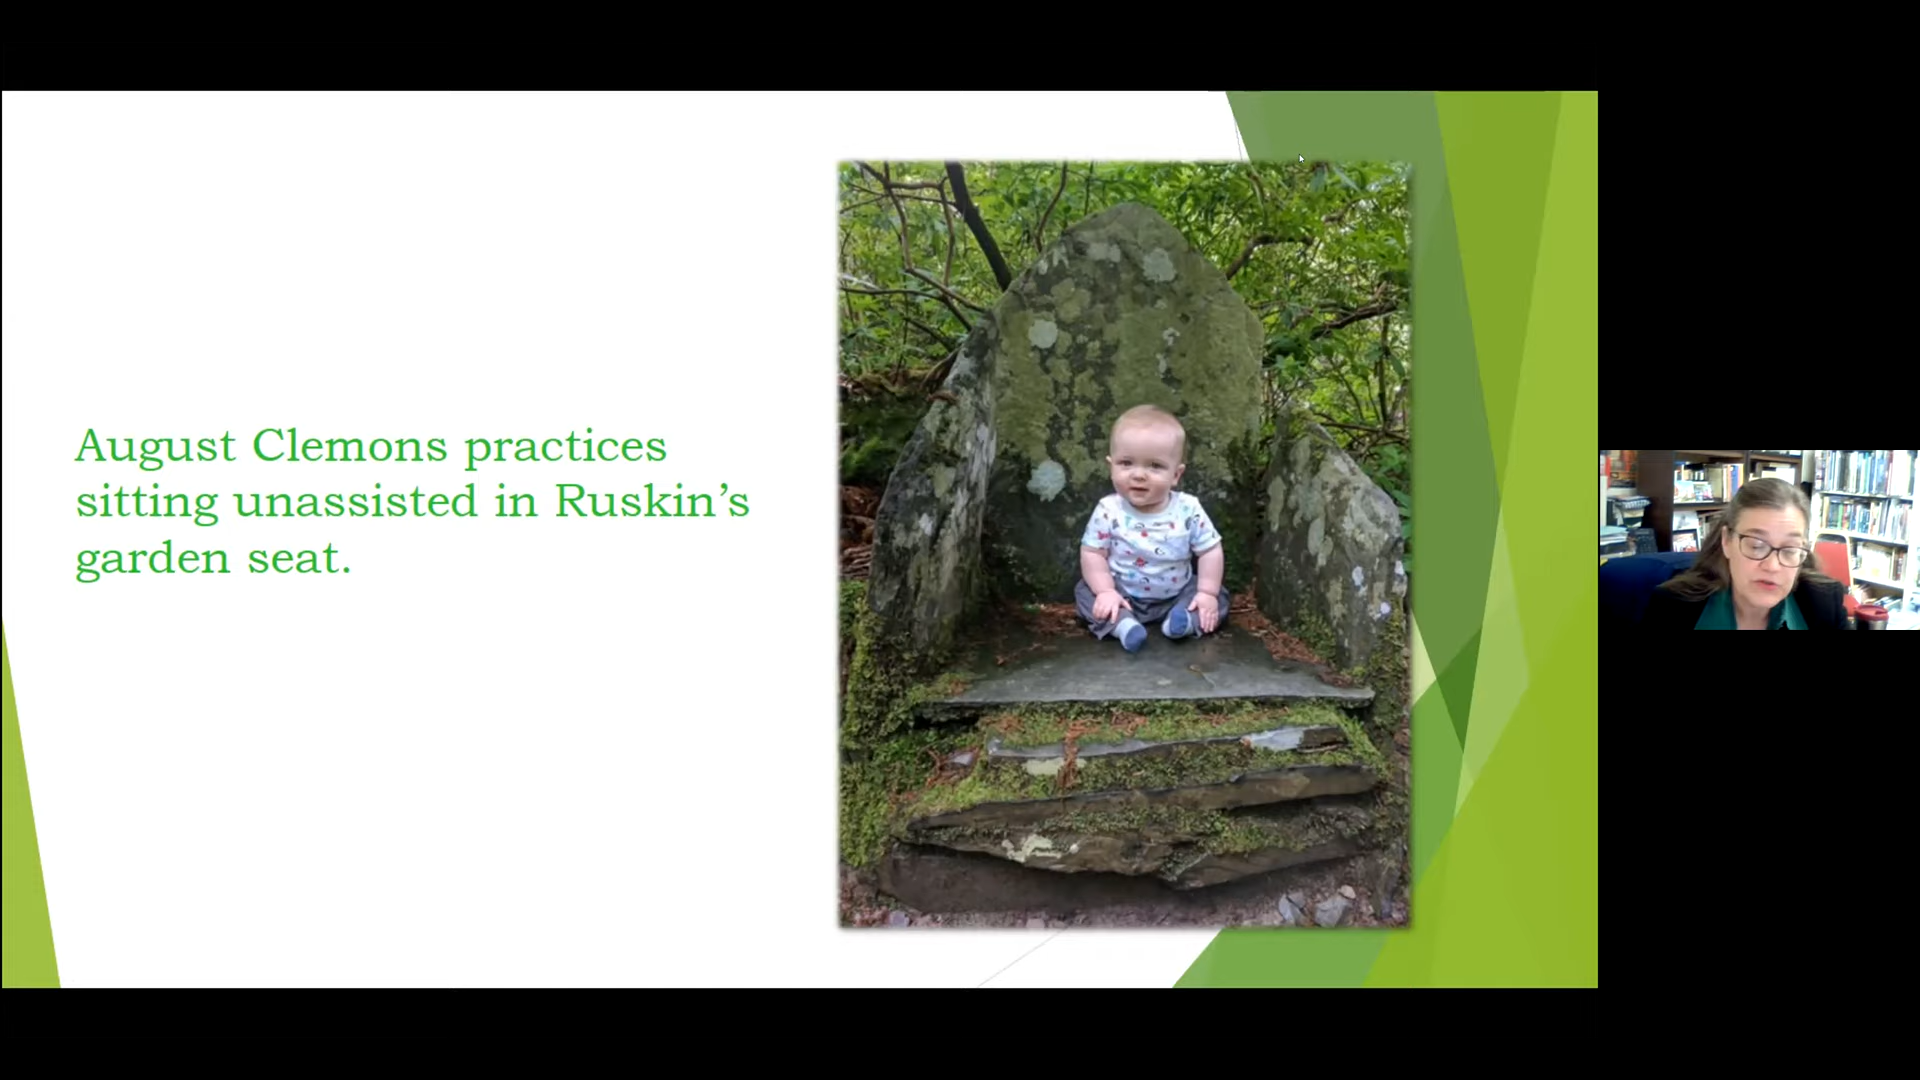 August Clemons practices
sitting unassisted in Ruskin’s
garden seat.